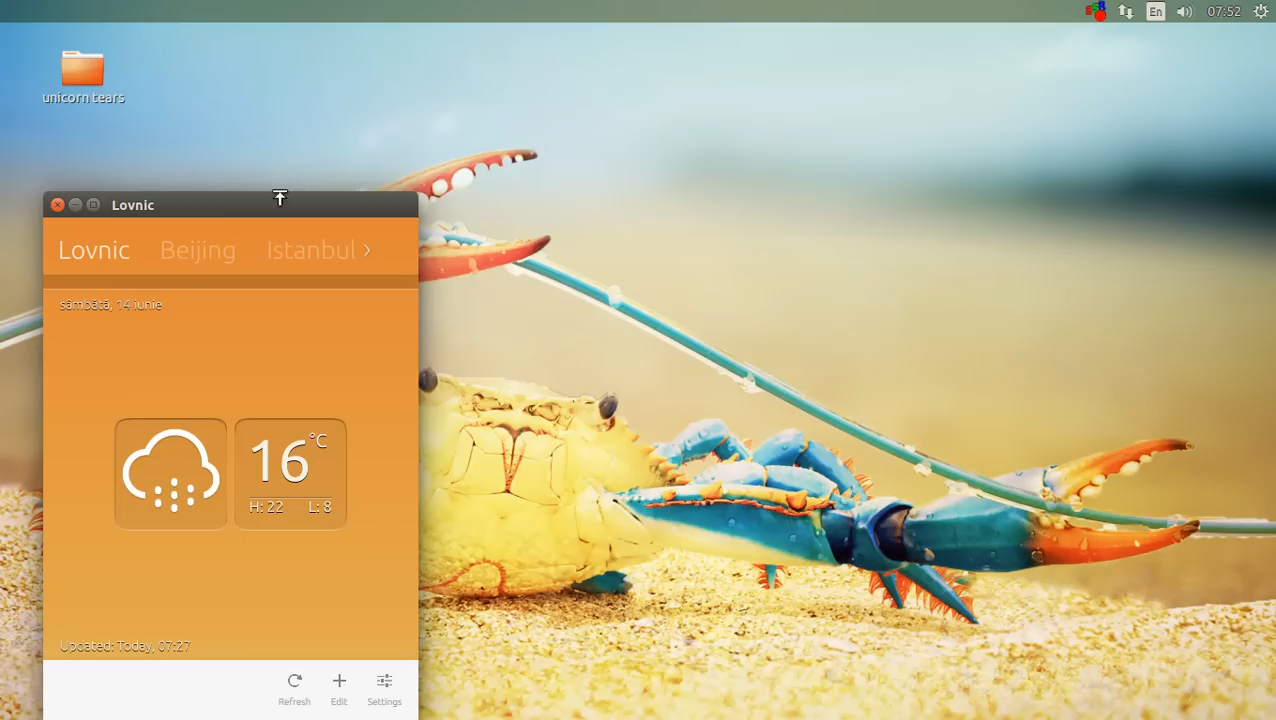 En
07:52
unicorn tears
Lovnic
Lovnic Beijing Istanbul
sâmbătă, 14 iunie
16 °C
H: 22 L: 8
Updated: Today, 07:27
Refresh Edit Settings